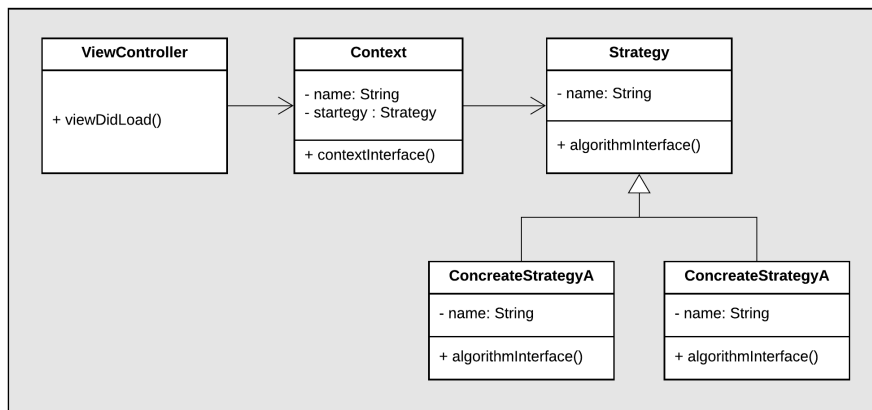 ViewController
+ viewDidLoad()
Context
- name: String
- startegy : Strategy
+ contextInterface()
Strategy
- name: String
+ algorithmInterface()
ConcreateStrategyA
- name: String
+ algorithmInterface()
ConcreateStrategyA
- name: String
+ algorithmInterface()